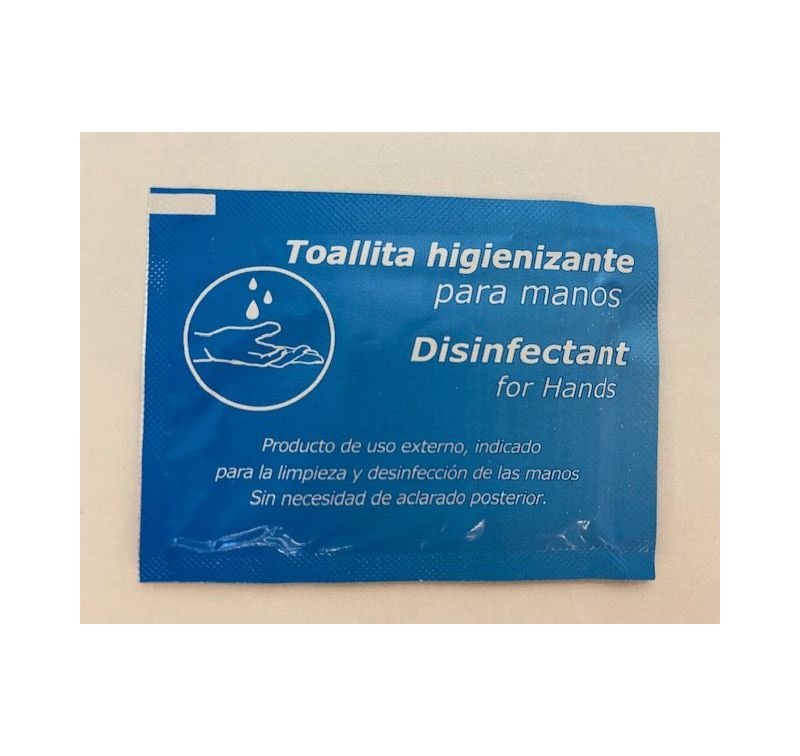 Toallita higienizante
para manos
Disinfectant
for Hands
Producto de uso externo, indicado
para la limpieza y desinfección de las manos
Sin necesidad de aclarado posterior.